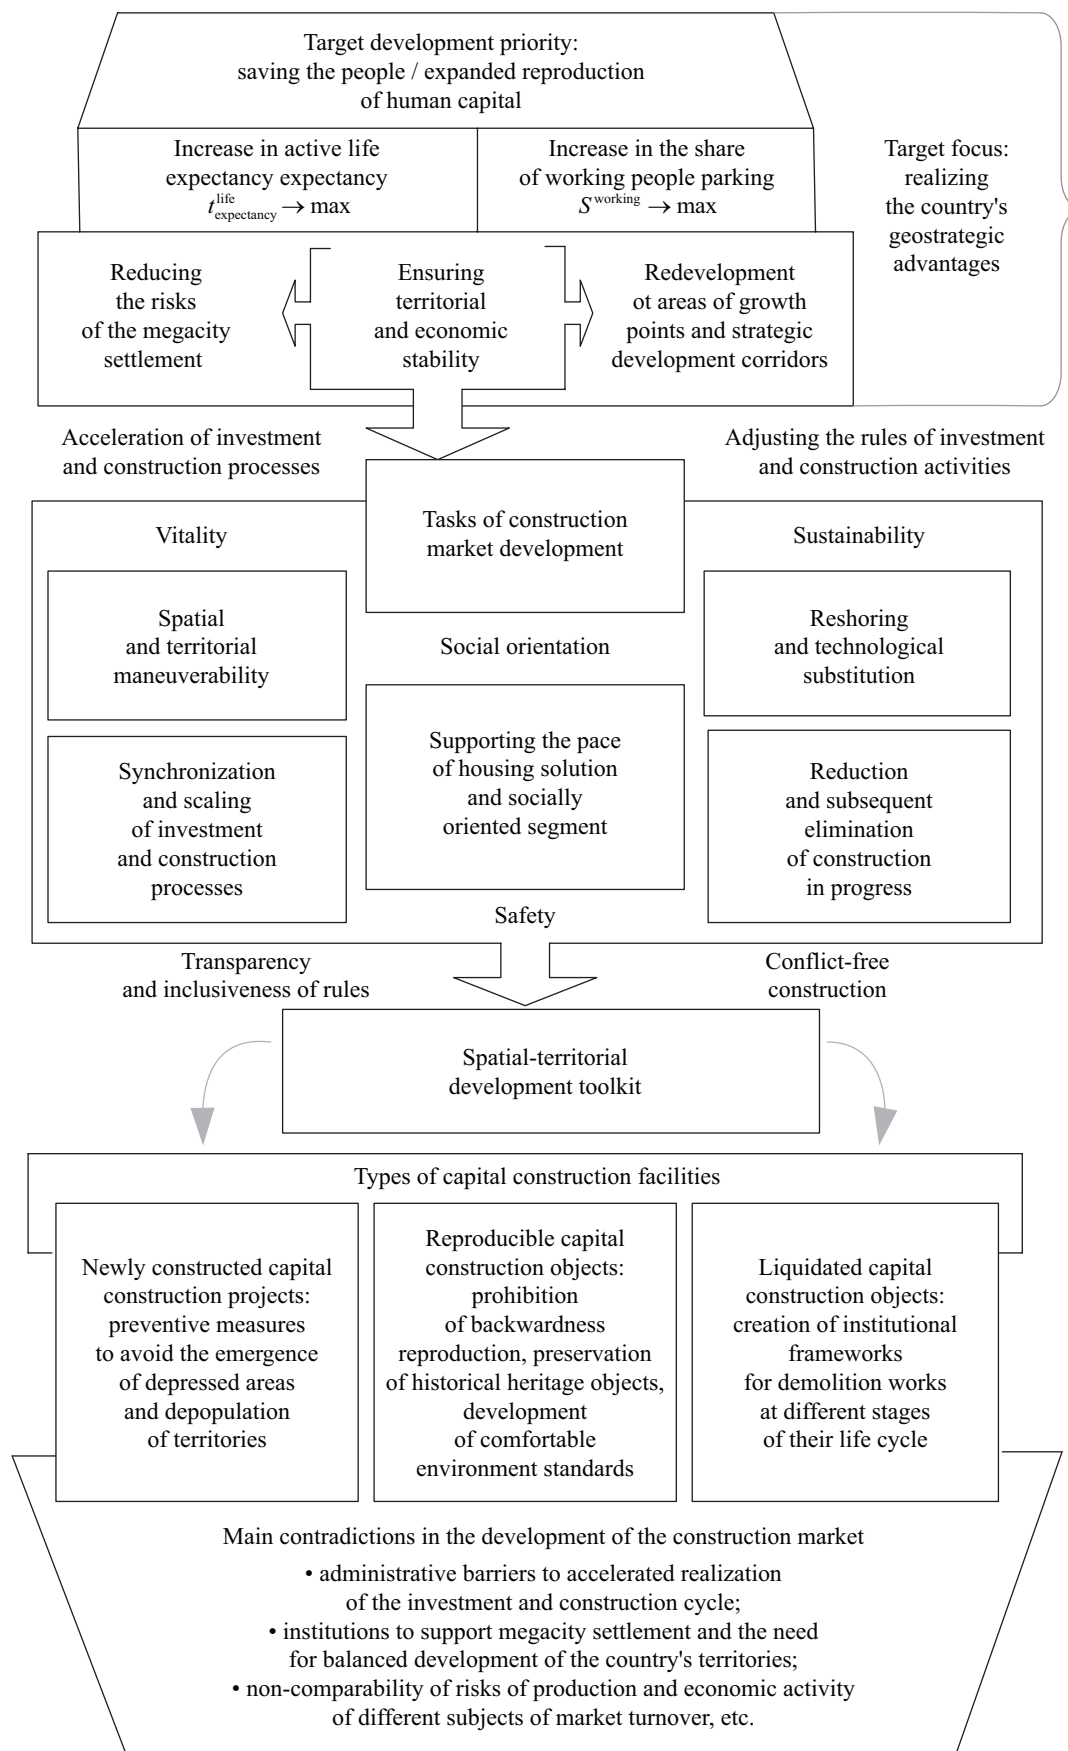 Target development priority:
saving the people / expanded reproduction
of human capital
Increase in active life
expectancy expectancy
t^life_expectancy → max
Increase in the share
of working people parking
S^working → max
Target focus:
realizing
the country's
geostrategic
advantages
Reducing
the risks
of the megacity
settlement
Ensuring
territorial
and economic
stability
Redevelopment
ot areas of growth
points and strategic
development corridors
Acceleration of investment
and construction processes
Adjusting the rules of investment
and construction activities
Tasks of construction
market development
Vitality
Sustainability
Spatial
and territorial
maneuverability
Social orientation
Reshoring
and technological
substitution
Synchronization
and scaling
of investment
and construction
processes
Supporting the pace
of housing solution
and socially
oriented segment
Reduction
and subsequent
elimination
of construction
in progress
Safety
Transparency
and inclusiveness of rules
Conflict-free
construction
Spatial-territorial
development toolkit
Types of capital construction facilities
Newly constructed capital
construction projects:
preventive measures
to avoid the emergence
of depressed areas
and depopulation
of territories
Reproducible capital
construction objects:
prohibition
of backwardness
reproduction, preservation
of historical heritage objects,
development
of comfortable
environment standards
Liquidated capital
construction objects:
creation of institutional
frameworks
for demolition works
at different stages
of their life cycle
Main contradictions in the development of the construction market
• administrative barriers to accelerated realization
of the investment and construction cycle;
• institutions to support megacity settlement and the need
for balanced development of the country's territories;
• non-comparability of risks of production and economic activity
of different subjects of market turnover, etc.